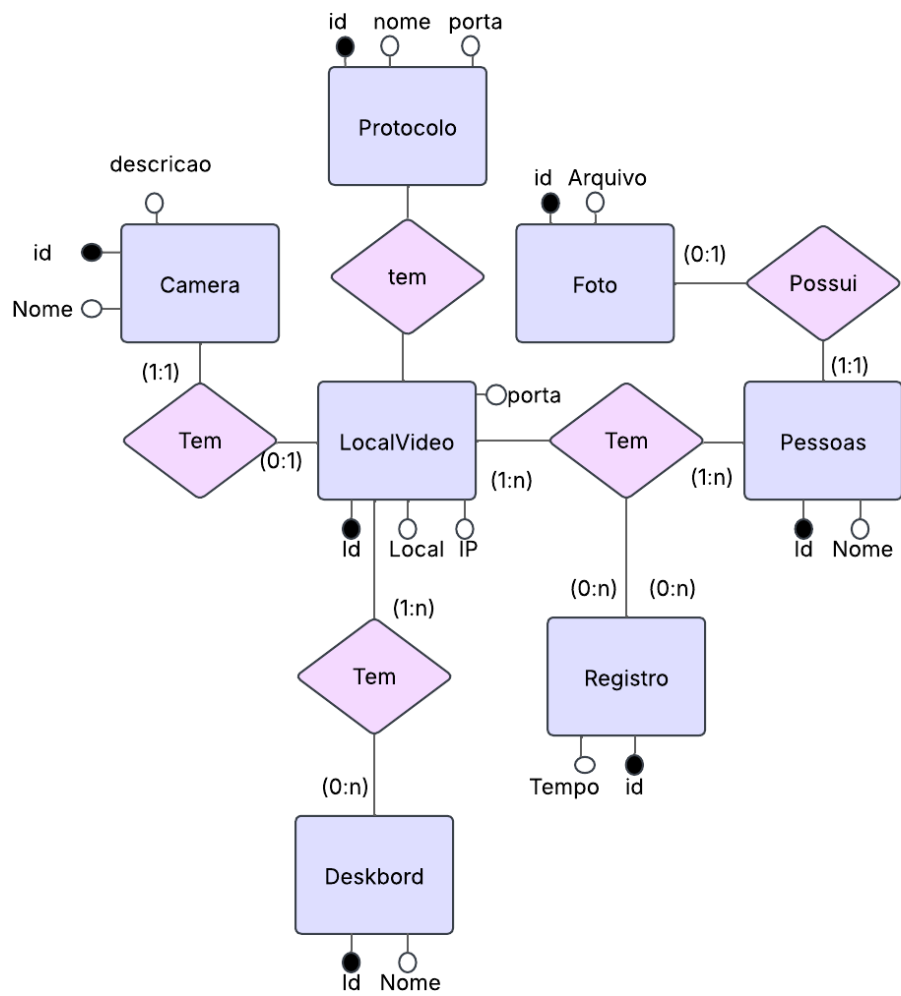 id nome porta
Protocolo
descricao
id Arquivo
id
Camera
tem
Foto
(0:1)
Possui
Nome
(1:1)
(1:1)
porta
Tem
(0:1)
LocalVideo
(1:n)
Tem
(1:n)
Pessoas
Id Local IP
Id Nome
(1:n)
(0:n) (0:n)
Tem
Registro
(0:n)
Tempo id
Deskbord
Id Nome